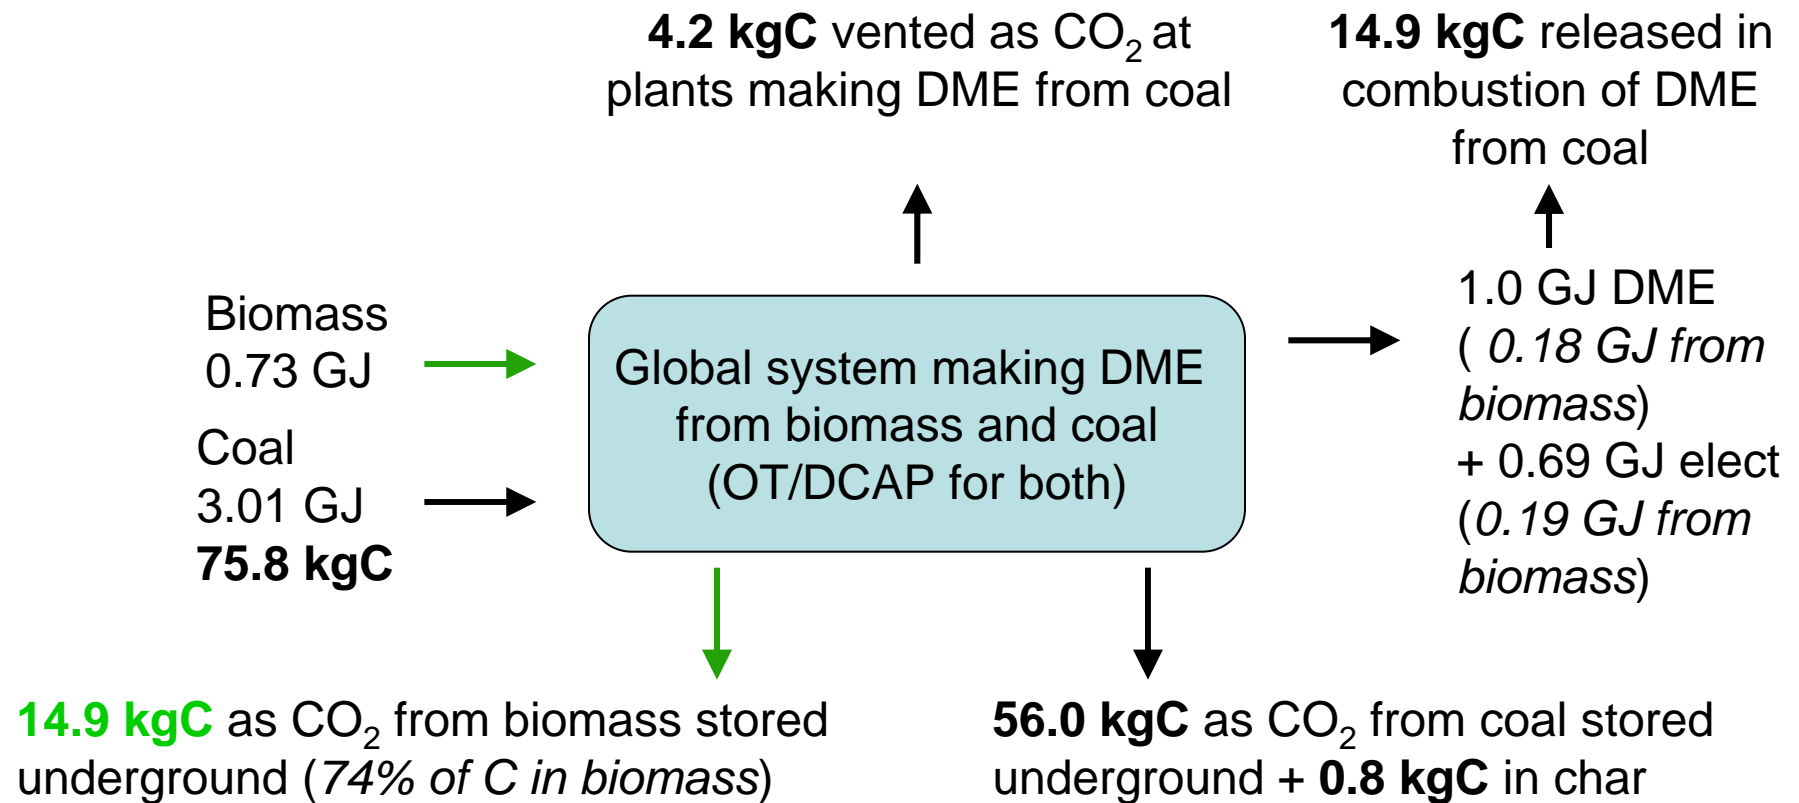 4.2 kgC vented as CO2 at
plants making DME from coal
14.9 kgC released in
combustion of DME
from coal
Biomass
0.73 GJ
Coal
3.01 GJ
75.8 kgC
Global system making DME
from biomass and coal
(OT/DCAP for both)
1.0 GJ DME
( 0.18 GJ from
biomass)
+ 0.69 GJ elect
(0.19 GJ from
biomass)
14.9 kgC as CO2 from biomass stored
underground (74% of C in biomass)
56.0 kgC as CO2 from coal stored
underground + 0.8 kgC in char